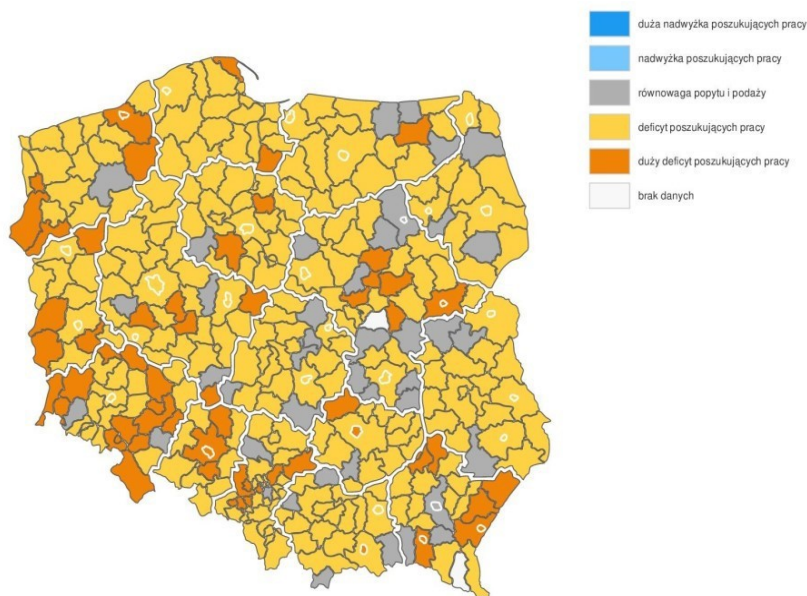 duża nadwyżka poszukujących pracy
nadwyżka poszukujących pracy
równowaga popytu i podaży
deficyt poszukujących pracy
duży deficyt poszukujących pracy
brak danych